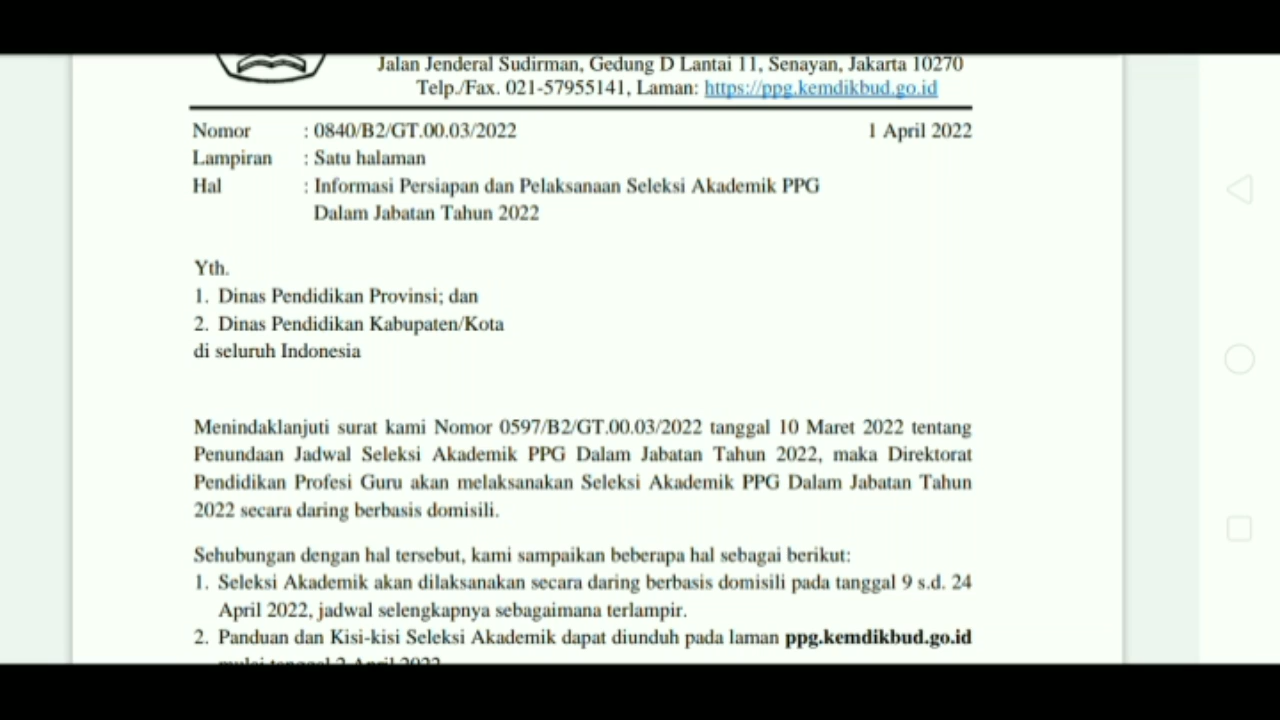 Jalan Jenderal Sudirman, Gedung D Lantai 11, Senayan, Jakarta 10270
Telp./Fax. 021-57955141, Laman: https://ppg.kemdikbud.go.id
Nomor : 0840/B2/GT.00.03/2022 1 April 2022
Lampiran : Satu halaman
Hal : Informasi Persiapan dan Pelaksanaan Seleksi Akademik PPG
Dalam Jabatan Tahun 2022
Yth.
1. Dinas Pendidikan Provinsi; dan
2. Dinas Pendidikan Kabupaten/Kota
di seluruh Indonesia
Menindaklanjuti surat kami Nomor 0597/B2/GT.00.03/2022 tanggal 10 Maret 2022 tentang
Penundaan Jadwal Seleksi Akademik PPG Dalam Jabatan Tahun 2022, maka Direktorat
Pendidikan Profesi Guru akan melaksanakan Seleksi Akademik PPG Dalam Jabatan Tahun
2022 secara daring berbasis domisili.
Sehubungan dengan hal tersebut, kami sampaikan beberapa hal sebagai berikut:
1. Seleksi Akademik akan dilaksanakan secara daring berbasis domisili pada tanggal 9 s.d. 24
April 2022, jadwal selengkapnya sebagaimana terlampir.
2. Panduan dan Kisi-kisi Seleksi Akademik dapat diunduh pada laman ppg.kemdikbud.go.id